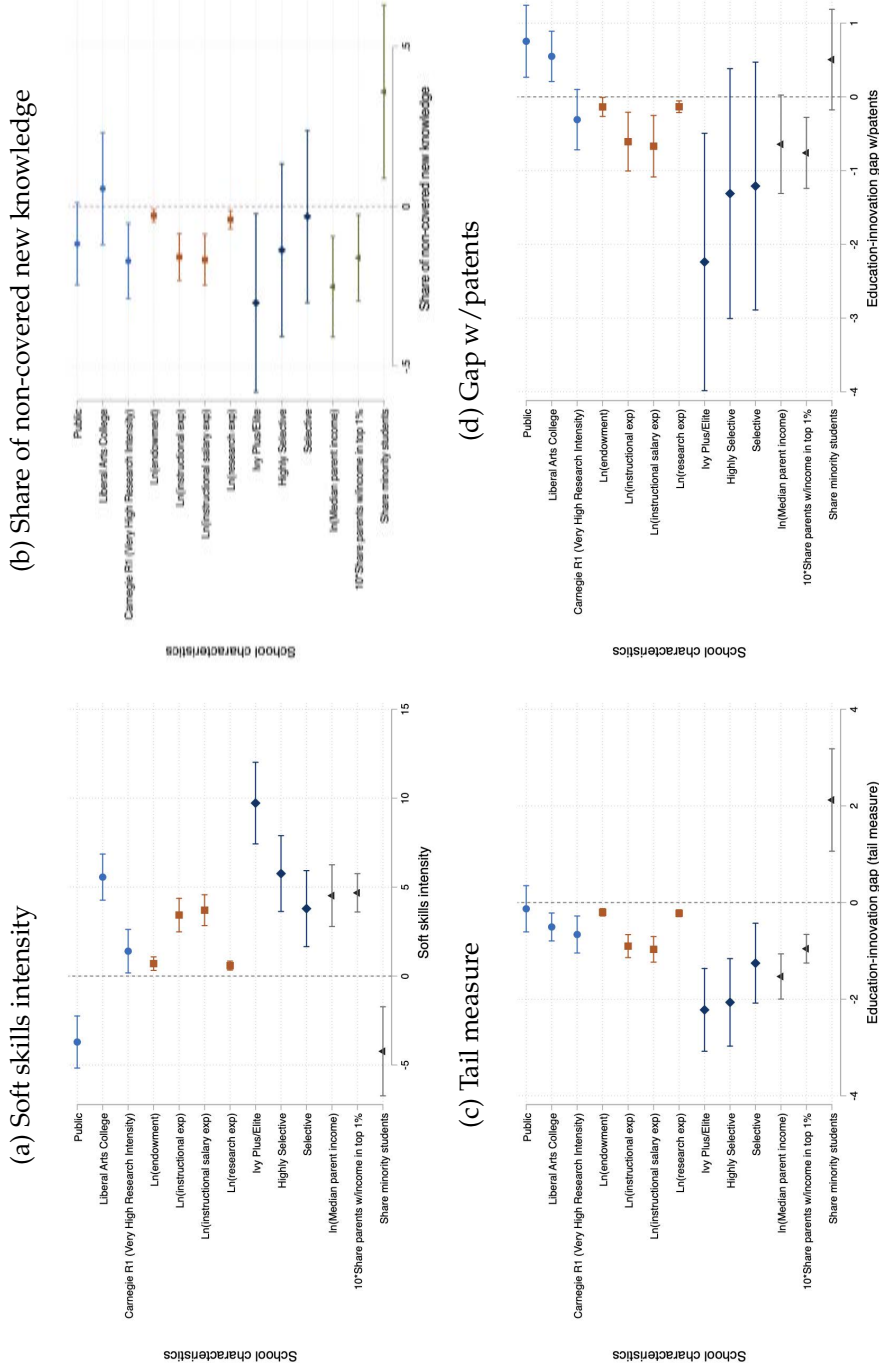 (a) Soft skills intensity
School characteristics
Public
Liberal Arts College
Carnegie R1 (Very High Research Intensity)
Ln(endowment)
Ln(instructional exp)
Ln(instructional salary exp)
Ln(research exp)
Ivy Plus/Elite
Highly Selective
Selective
ln(Median parent income)
10*Share parents w/income in top 1%
Share minority students
-5
0
5
10
15
Soft skills intensity
(b) Share of non-covered new knowledge
School characteristics
Public
Liberal Arts College
Carnegie R1 (Very High Research Intensity)
Ln(endowment)
Ln(instructional exp)
Ln(instructional salary exp)
Ln(research exp)
Ivy Plus/Elite
Highly Selective
Selective
ln(Median parent income)
10*Share parents w/income in top 1%
Share minority students
-.5
0
.5
Share of non-covered new knowledge
(c) Tail measure
School characteristics
Public
Liberal Arts College
Carnegie R1 (Very High Research Intensity)
Ln(endowment)
Ln(instructional exp)
Ln(instructional salary exp)
Ln(research exp)
Ivy Plus/Elite
Highly Selective
Selective
ln(Median parent income)
10*Share parents w/income in top 1%
Share minority students
-4
-2
0
2
4
Education-innovation gap (tail measure)
(d) Gap w/patents
School characteristics
Public
Liberal Arts College
Carnegie R1 (Very High Research Intensity)
Ln(endowment)
Ln(instructional exp)
Ln(instructional salary exp)
Ln(research exp)
Ivy Plus/Elite
Highly Selective
Selective
ln(Median parent income)
10*Share parents w/income in top 1%
Share minority students
-4
-3
-2
-1
0
1
Education-innovation gap w/patents